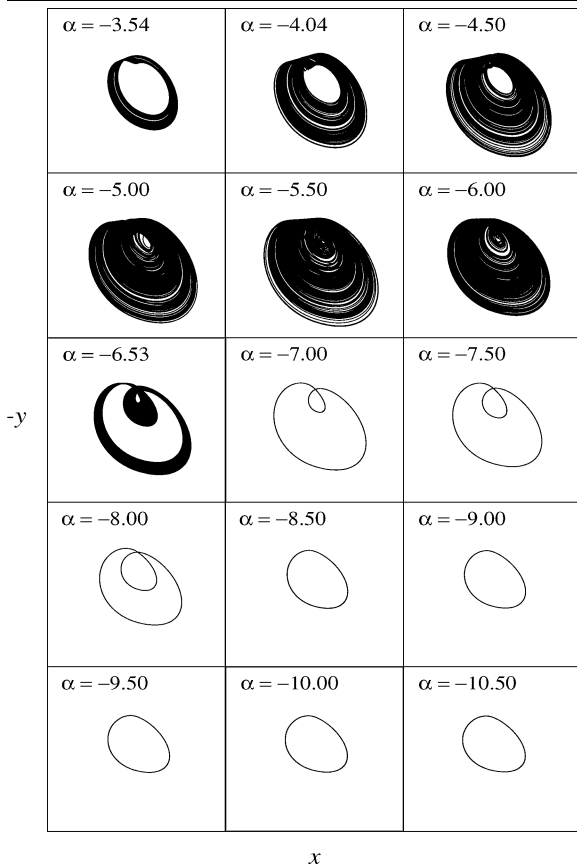 α = −3.54
α = −4.04
α = −4.50
α = −5.00
α = −5.50
α = −6.00
α = −6.53
α = −7.00
α = −7.50
-y
α = −8.00
α = −8.50
α = −9.00
α = −9.50
α = −10.00
α = −10.50
x